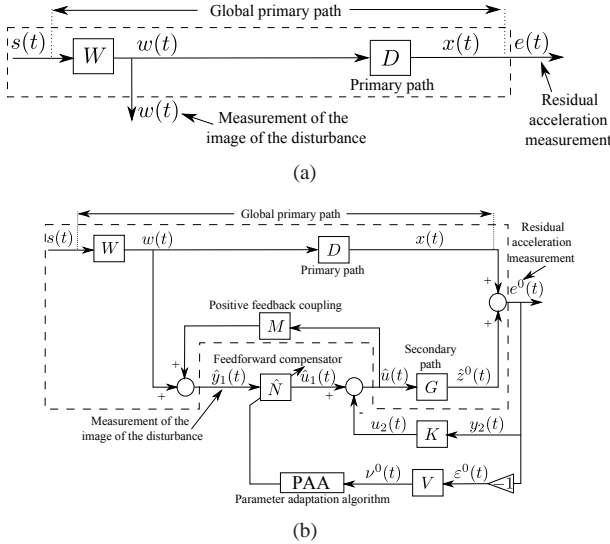 Global primary path
s(t) W w(t) D x(t) e(t)
Primary path
w(t)
Measurement of the
image of the disturbance
Residual
acceleration
measurement
(a)
Global primary path
Residual
acceleration
measurement
s(t) W w(t) D x(t)
Primary path
+
e⁰(t)
+
Positive feedback coupling
M
Feedforward compensator
Secondary
path
+
+
ŷ₁(t) N̂ û₁(t) + û(t) G ẑ⁰(t)
-
Measurement of the
image of the disturbance
u₂(t) K y₂(t)
PAA ν⁰(t) V ε⁰(t) -1
Parameter adaptation algorithm
(b)